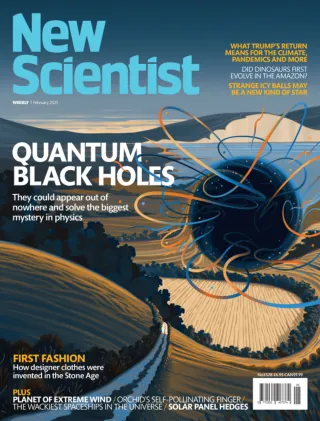 New
Scientist
WEEKLY | February 2025
WHAT TRUMP'S RETURN
MEANS FOR THE CLIMATE,
PANDEMICS AND MORE
DID DINOSAURS FIRST
EVOLVE IN THE AMAZON?
STRANGE ICY BALLS MAY
BE A NEW KIND OF STAR
QUANTUM
BLACK HOLES
They could appear out of
nowhere and solve the biggest
mystery in physics
FIRST FASHION
How designer clothes were
invented in the Stone Age
PLUS
PLANET OF EXTREME WIND / ORCHID'S SELF-POLLINATING FINGER /
THE WACKIEST SPACESHIPS IN THE UNIVERSE / SOLAR PANEL HEDGES